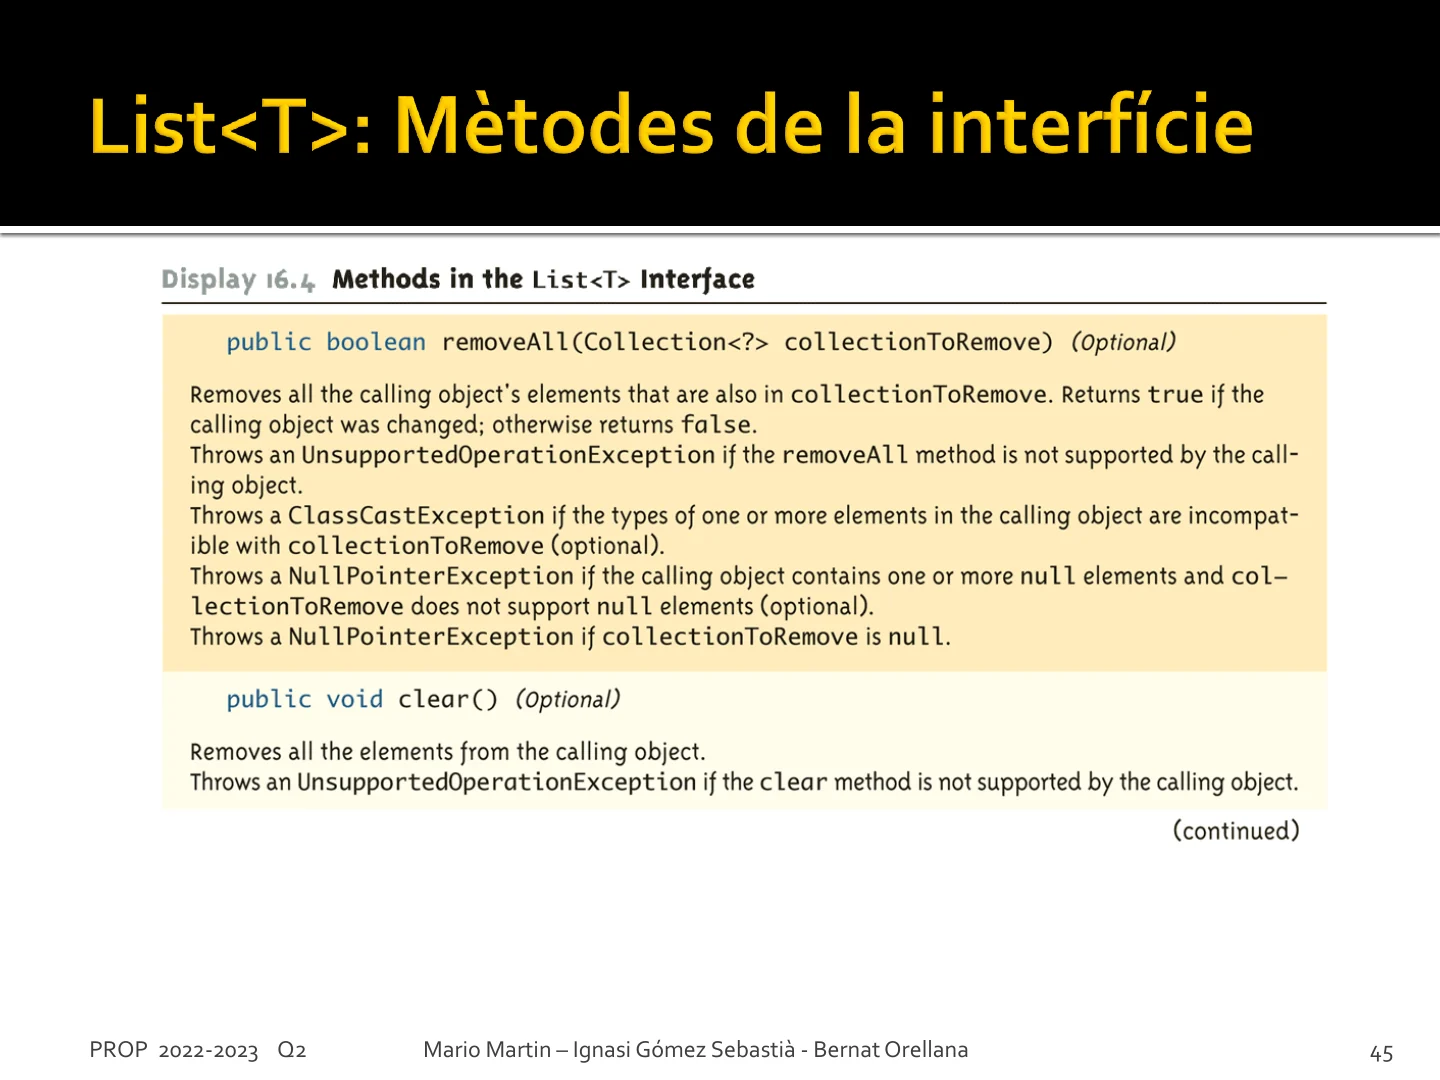 List<T>: Mètodes de la interfície
Display 16.4 Methods in the List<T> Interface
public boolean removeAll(Collection<?> collectionToRemove) (Optional)
Removes all the calling object's elements that are also in collectionToRemove. Returns true if the
calling object was changed; otherwise returns false.
Throws an UnsupportedOperationException if the removeAll method is not supported by the call-
ing object.
Throws a ClassCastException if the types of one or more elements in the calling object are incompat-
ible with collectionToRemove (optional).
Throws a NullPointerException if the calling object contains one or more null elements and col–
lectionToRemove does not support null elements (optional).
Throws a NullPointerException if collectionToRemove is null.
public void clear() (Optional)
Removes all the elements from the calling object.
Throws an UnsupportedOperationException if the clear method is not supported by the calling object.
(continued)
PROP 2022-2023 Q2 Mario Martin – Ignasi Gómez Sebastià - Bernat Orellana 45